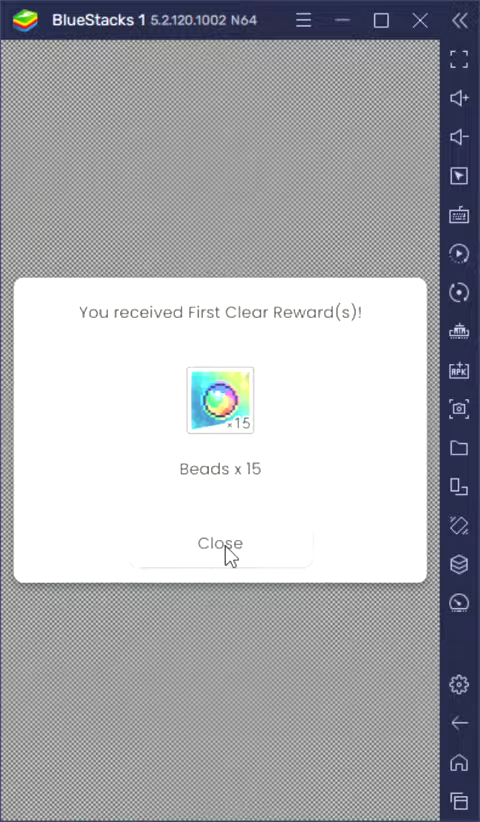 BlueStacks 1 5.2.120.1002 N64
You received First Clear Reward(s)!
×15
Beads x 15
Close
APK